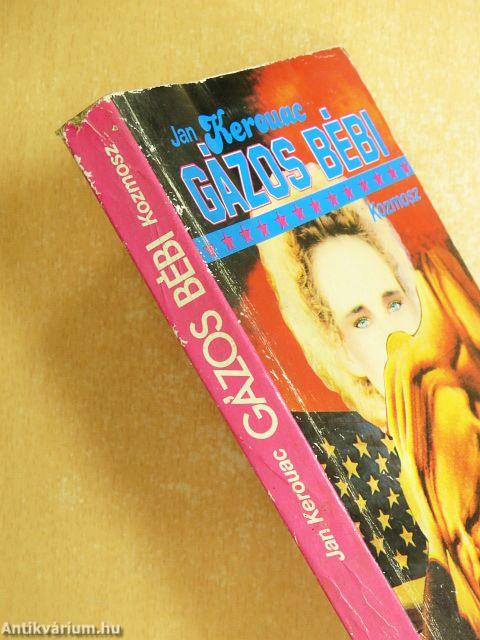 Jan Kerouac
GÁZOS BÉBI
Kozmosz
Jan Kerouac GÁZOS BÉBI Kozmosz
Antikvárium.hu